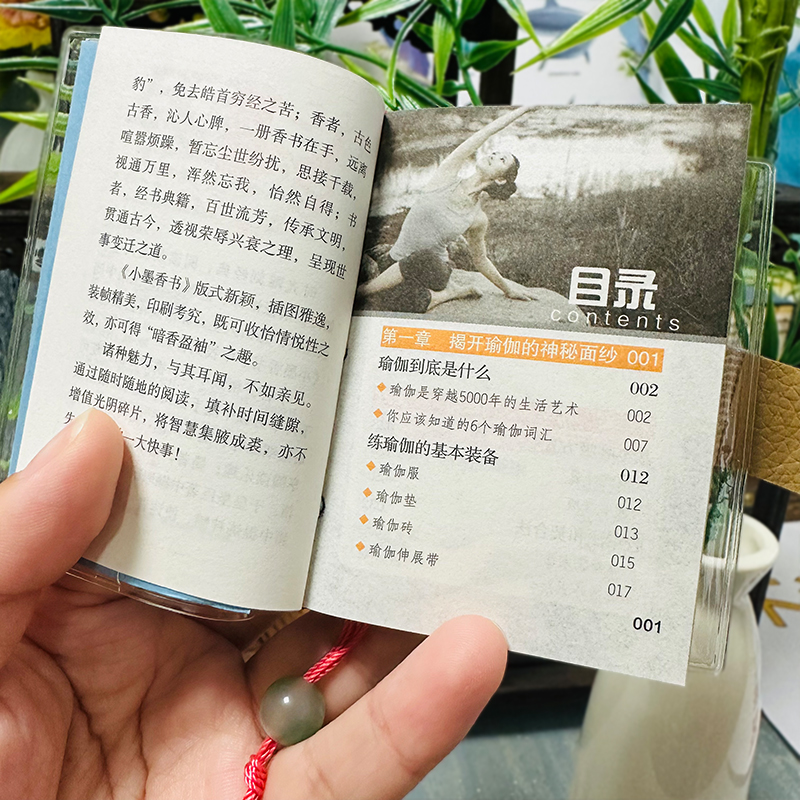 豹”，免去皓首穷经之苦；香者，古色
古香，沁人心脾，一册香书在手，远离
喧嚣烦躁，暂忘尘世纷扰，思接千载，
视通万里，浑然忘我，怡然自得；书
者，经书典籍，百世流芳，传承文明，
贯通古今，透视荣辱兴衰之理，呈现世
事变迁之道。
《小墨香书》版式新颖，插图雅逸，
装帧精美，印刷考究，既可收怡情悦性之
效，亦可得“暗香盈袖”之趣。
诸种魅力，与其耳闻，不如亲见。
通过随时随地的阅读，填补时间缝隙，
增值光阴碎片，将智慧集腋成裘，亦不
一大快事！
目录
contents
第一章 揭开瑜伽的神秘面纱 001
瑜伽到底是什么 002
瑜伽是穿越5000年的生活艺术 002
你应该知道的6个瑜伽词汇 007
练瑜伽的基本装备 012
瑜伽服 012
瑜伽垫 013
瑜伽砖 015
瑜伽伸展带 017
001